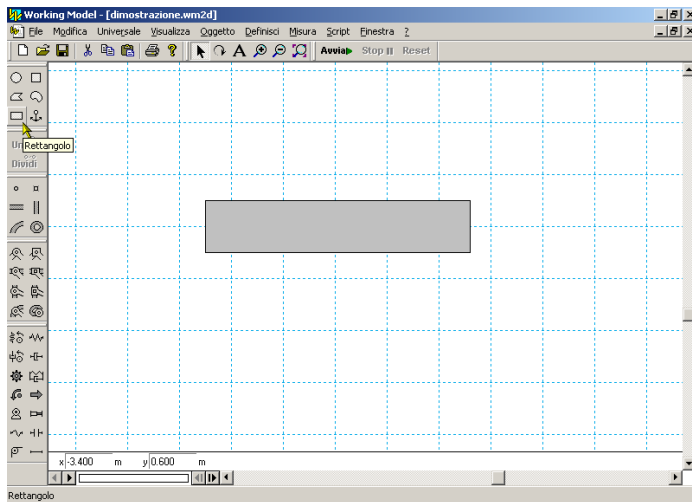 Working Model - [dimostrazione.wm2d]
File Modifica Universale Visualizza Oggetto Definisci Misura Script Finestra ?
A Avvia Stop Reset
Rettangolo
Dividi
x -3.400 m y 0.600 m
Rettangolo